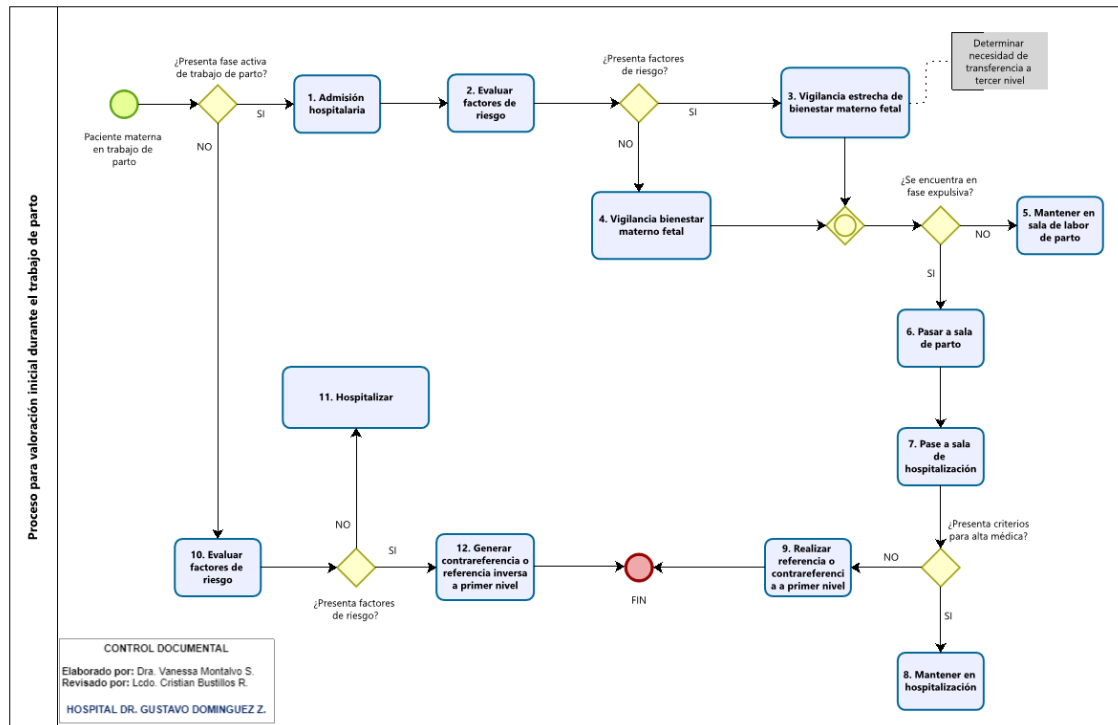 Proceso para valoración inicial durante el trabajo de parto
¿Presenta fase activa
de trabajo de parto?
Paciente materna
en trabajo de
parto
SI
NO
1. Admisión
hospitalaria
2. Evaluar
factores de
riesgo
¿Presenta factores
de riesgo?
SI
NO
3. Vigilancia estrecha de
bienestar materno fetal
Determinar
necesidad de
transferencia a
tercer nivel
4. Vigilancia bienestar
materno fetal
¿Se encuentra en
fase expulsiva?
NO
SI
5. Mantener en
sala de labor
de parto
6. Pasar a sala
de parto
7. Pase a sala
de
hospitalización
¿Presenta criterios
para alta médica?
NO
SI
8. Mantener en
hospitalización
9. Realizar
referencia o
contrareferenci
a a primer nivel
FIN
10. Evaluar
factores de
riesgo
¿Presenta factores
de riesgo?
NO
SI
11. Hospitalizar
12. Generar
contrareferencia o
referencia inversa
a primer nivel
CONTROL DOCUMENTAL
Elaborado por: Dra. Vanessa Montalvo S.
Revisado por: Lcdo. Cristian Bustillos R.
HOSPITAL DR. GUSTAVO DOMINGUEZ Z.